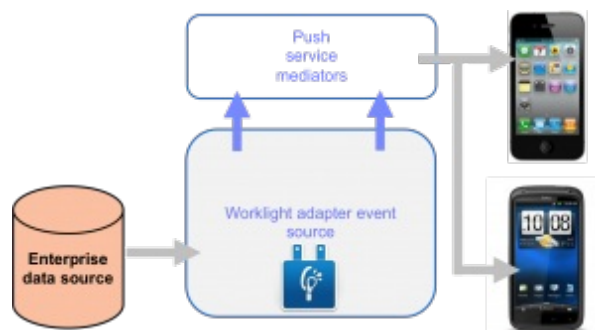 Push
service
mediators
Worklight adapter event
source
Enterprise
data source
10 08